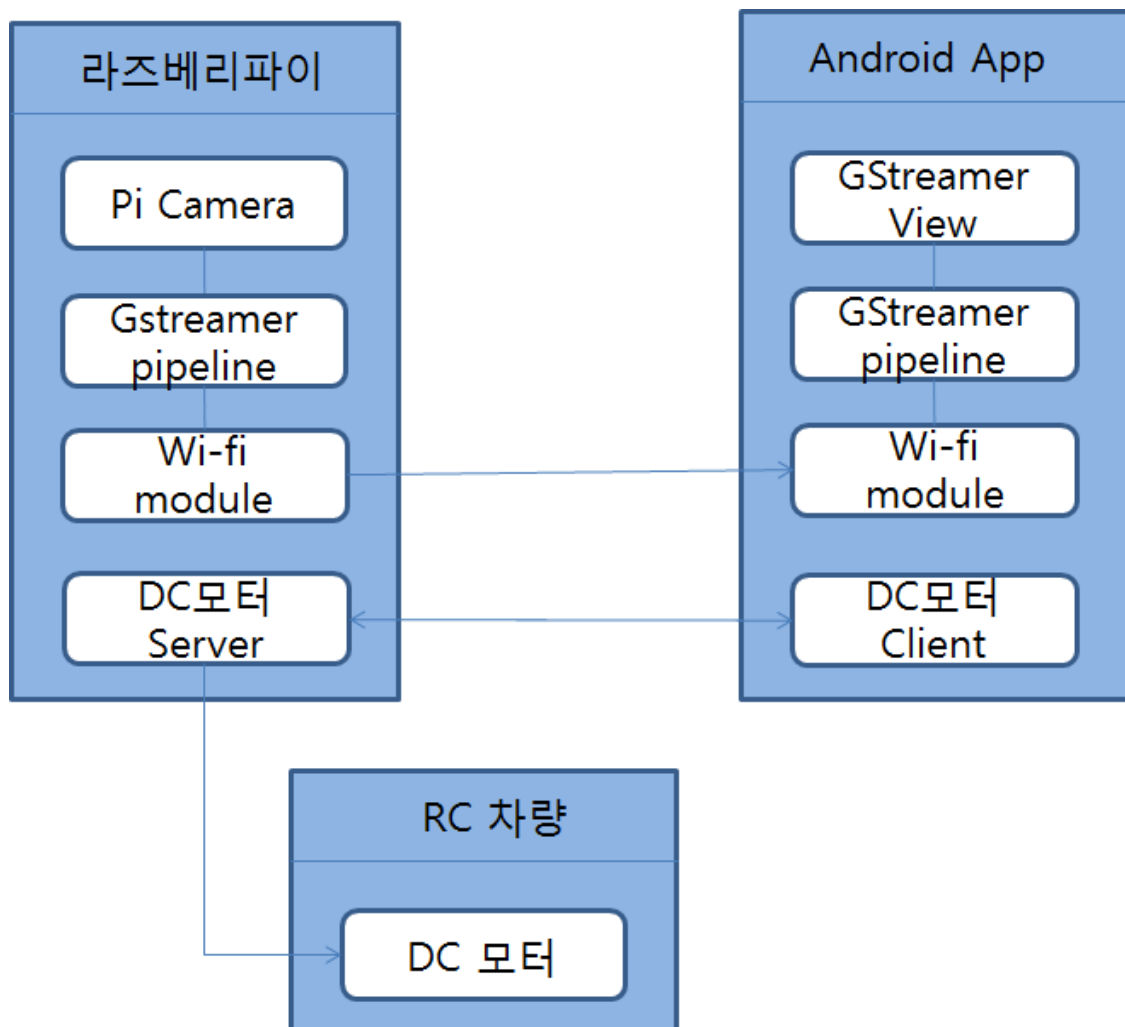 라즈베리파이
Pi Camera
Gstreamer
pipeline
Wi-fi
module
DC모터
Server
Android App
GStreamer
View
GStreamer
pipeline
Wi-fi
module
DC모터
Client
RC 차량
DC 모터